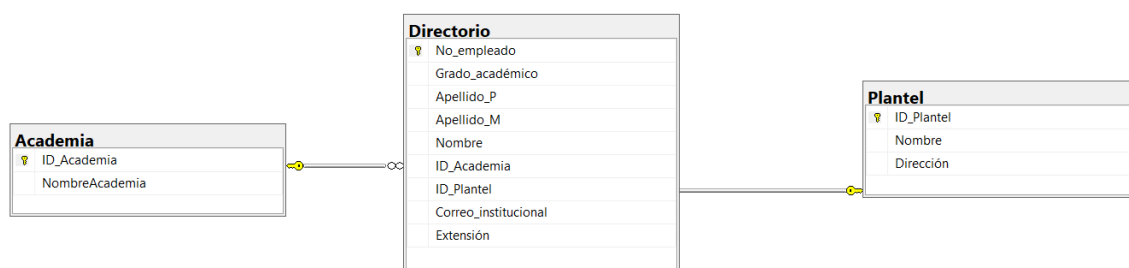 Academia
ID_Academia
NombreAcademia
Directorio
No_empleado
Grado_académico
Apellido_P
Apellido_M
Nombre
ID_Academia
ID_Plantel
Correo_institucional
Extensión
Plantel
ID_Plantel
Nombre
Dirección